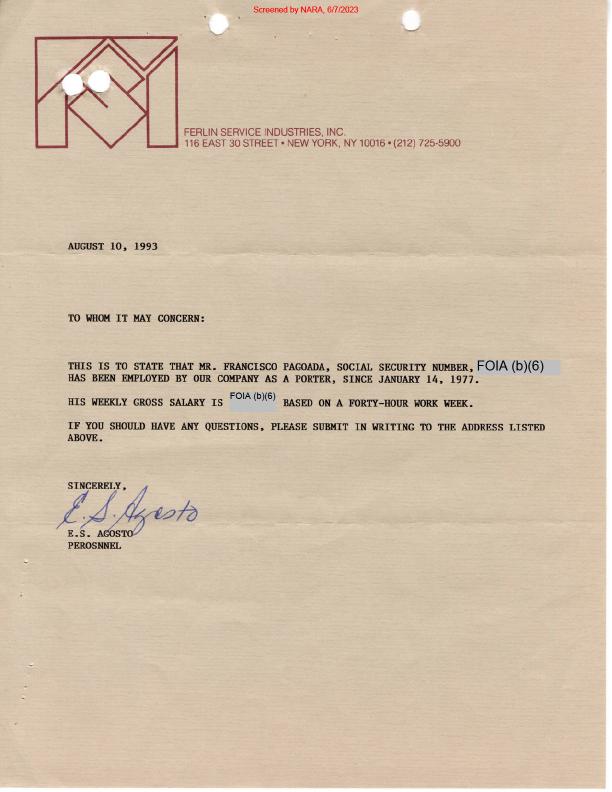 Screened by NARA, 6/7/2023
FERLIN SERVICE INDUSTRIES, INC.
116 EAST 30 STREET • NEW YORK, NY 10016 • (212) 725-5900
AUGUST 10, 1993
TO WHOM IT MAY CONCERN:
THIS IS TO STATE THAT MR. FRANCISCO PAGOADA, SOCIAL SECURITY NUMBER, FOIA (b)(6)
HAS BEEN EMPLOYED BY OUR COMPANY AS A PORTER, SINCE JANUARY 14, 1977.
HIS WEEKLY GROSS SALARY IS FOIA (b)(6) BASED ON A FORTY-HOUR WORK WEEK.
IF YOU SHOULD HAVE ANY QUESTIONS, PLEASE SUBMIT IN WRITING TO THE ADDRESS LISTED
ABOVE.
SINCERELY,
E. S. Agosto
E.S. AGOSTO
PEROSNNEL